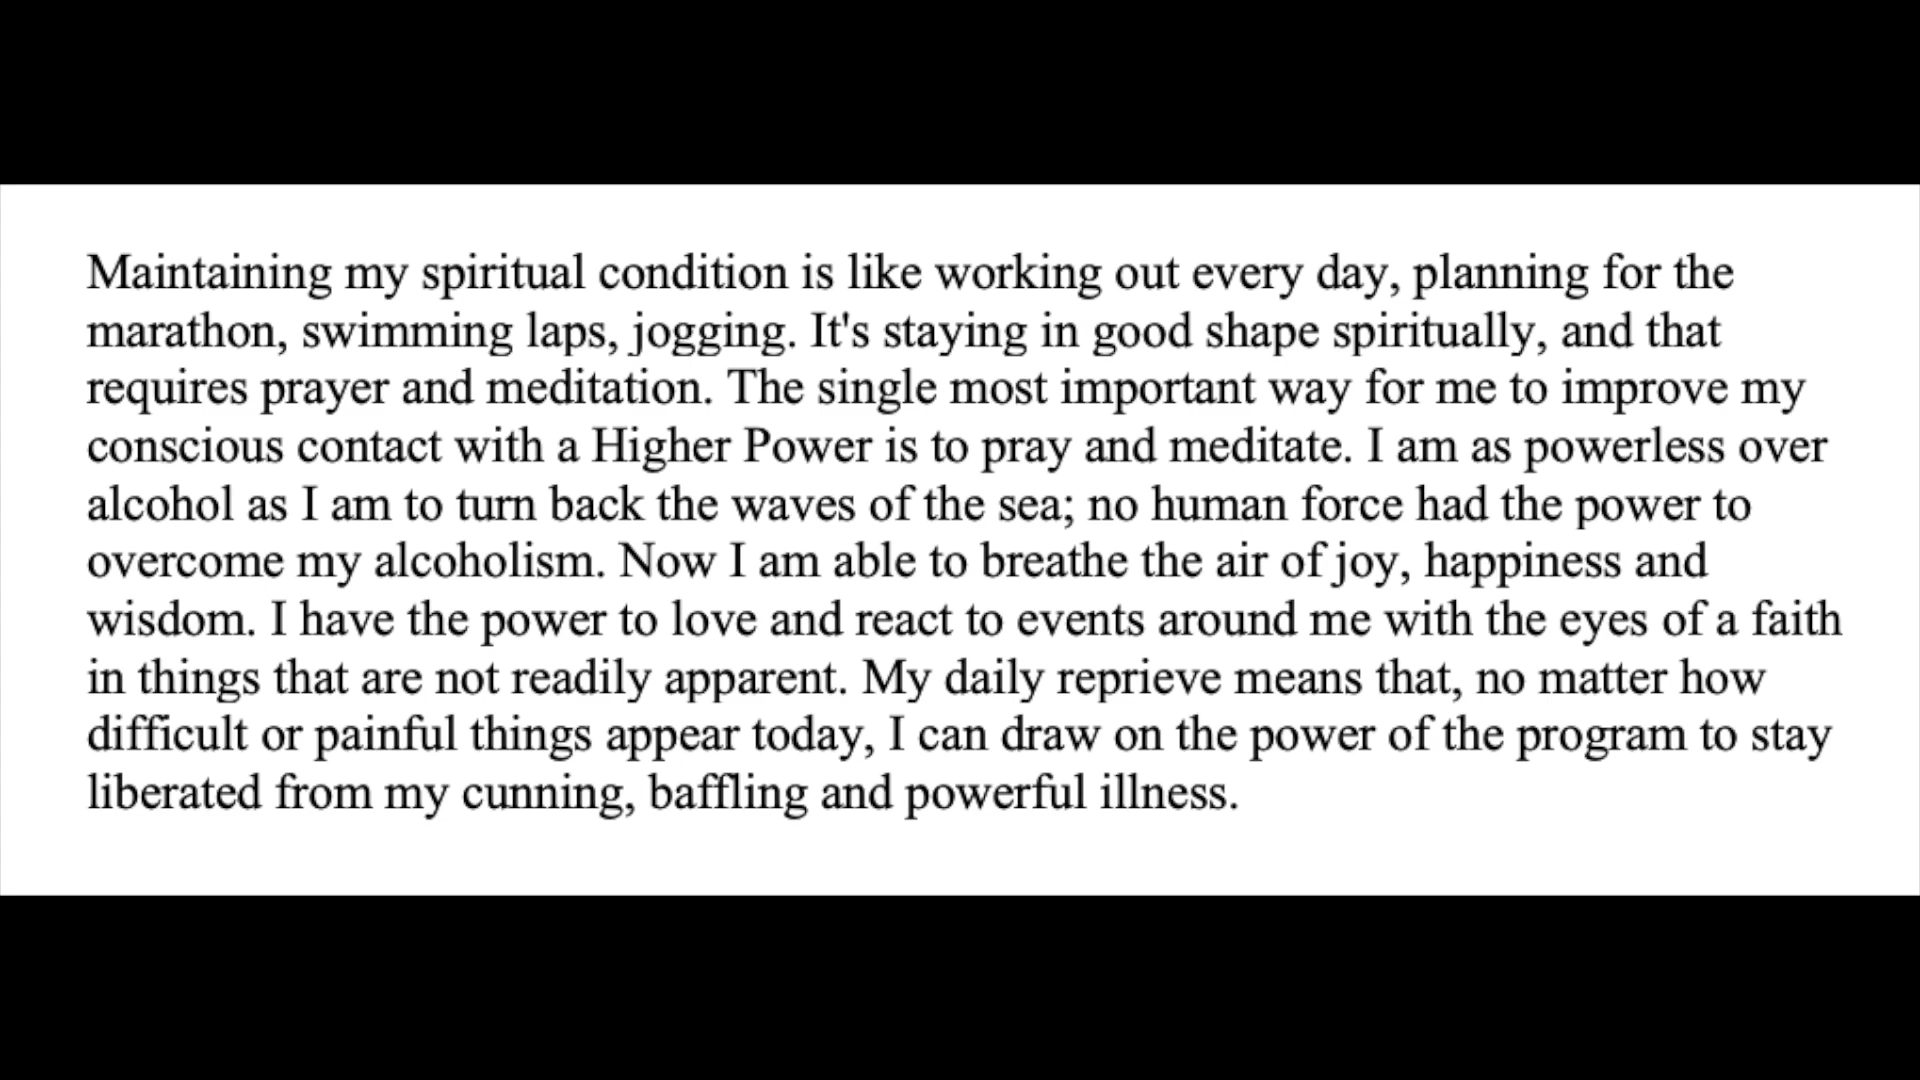 Maintaining my spiritual condition is like working out every day, planning for the
marathon, swimming laps, jogging. It's staying in good shape spiritually, and that
requires prayer and meditation. The single most important way for me to improve my
conscious contact with a Higher Power is to pray and meditate. I am as powerless over
alcohol as I am to turn back the waves of the sea; no human force had the power to
overcome my alcoholism. Now I am able to breathe the air of joy, happiness and
wisdom. I have the power to love and react to events around me with the eyes of a faith
in things that are not readily apparent. My daily reprieve means that, no matter how
difficult or painful things appear today, I can draw on the power of the program to stay
liberated from my cunning, baffling and powerful illness.